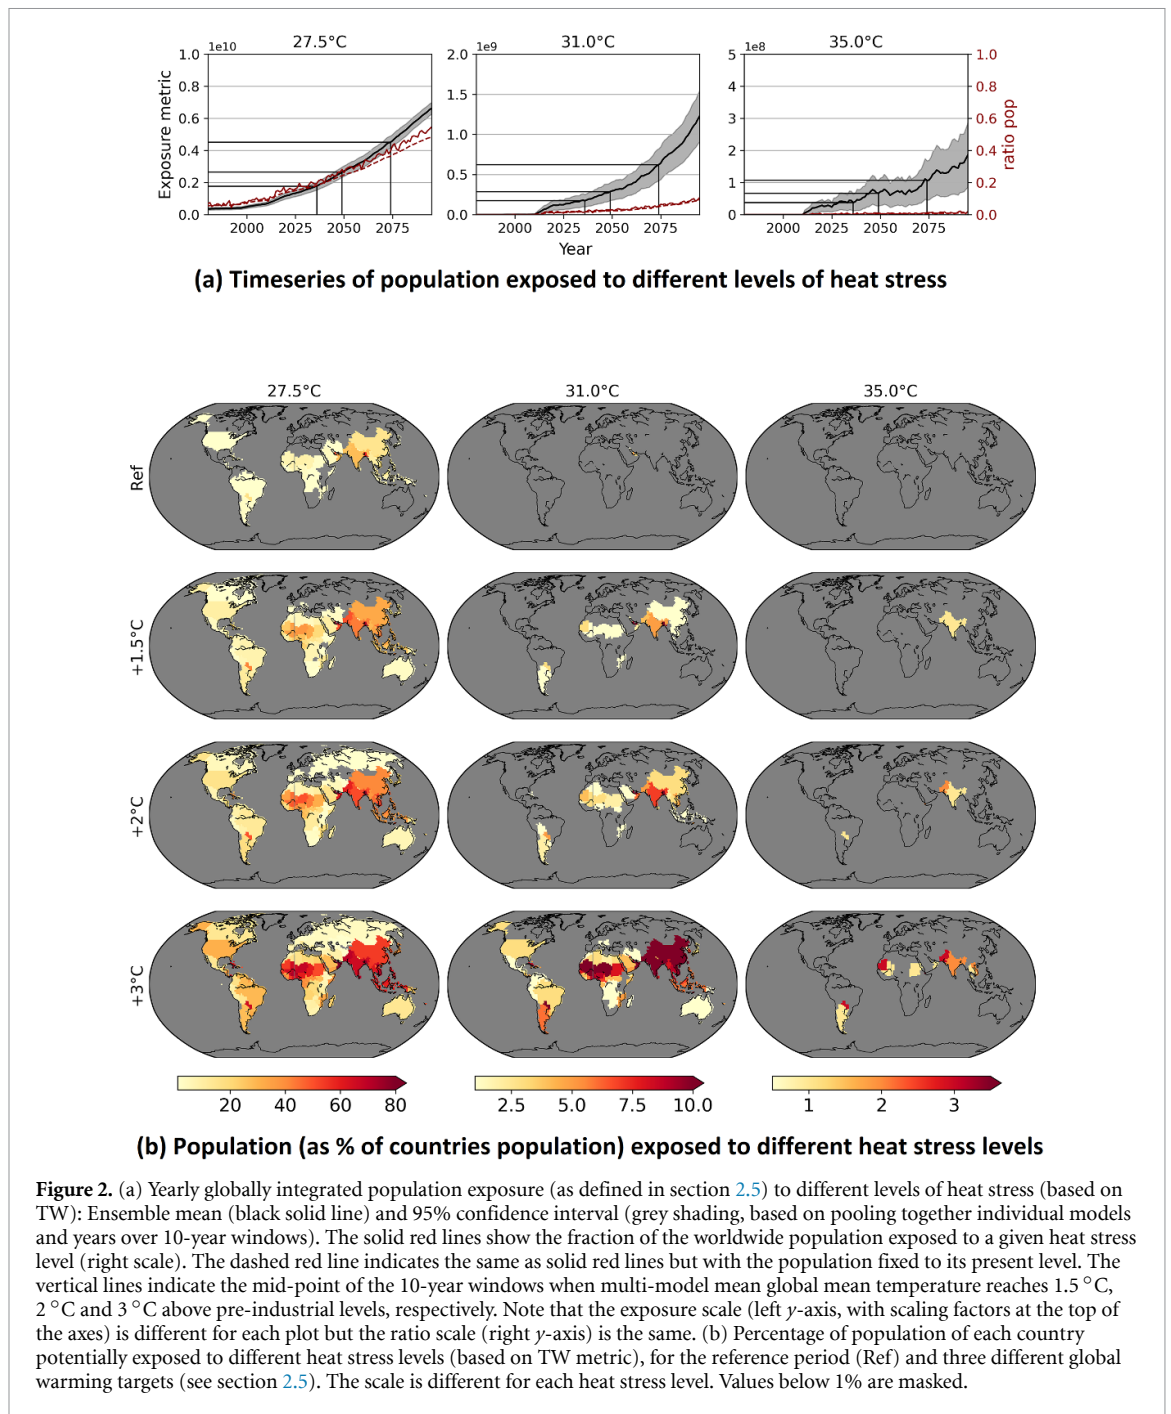 27.5°C 31.0°C 35.0°C
1e10 1e9 1e8
1.0 2.0 5 1.0
0.8 1.5 4 0.8
0.6 3 0.6
1.0
0.4 2 0.4
0.2 0.5 1 0.2
0.0 0.0 0 0.0
Exposure metric
ratio pop
2000 2025 2050 2075 2000 2025 2050 2075 2000 2025 2050 2075
Year
(a) Timeseries of population exposed to different levels of heat stress
27.5°C 31.0°C 35.0°C
Ref
+1.5°C
+2°C
+3°C
20 40 60 80 2.5 5.0 7.5 10.0 1 2 3
(b) Population (as % of countries population) exposed to different heat stress levels
Figure 2. (a) Yearly globally integrated population exposure (as defined in section 2.5) to different levels of heat stress (based on
TW): Ensemble mean (black solid line) and 95% confidence interval (grey shading, based on pooling together individual models
and years over 10-year windows). The solid red lines show the fraction of the worldwide population exposed to a given heat stress
level (right scale). The dashed red line indicates the same as solid red lines but with the population fixed to its present level. The
vertical lines indicate the mid-point of the 10-year windows when multi-model mean global mean temperature reaches 1.5 °C,
2 °C and 3 °C above pre-industrial levels, respectively. Note that the exposure scale (left y-axis, with scaling factors at the top of
the axes) is different for each plot but the ratio scale (right y-axis) is the same. (b) Percentage of population of each country
potentially exposed to different heat stress levels (based on TW metric), for the reference period (Ref) and three different global
warming targets (see section 2.5). The scale is different for each heat stress level. Values below 1% are masked.